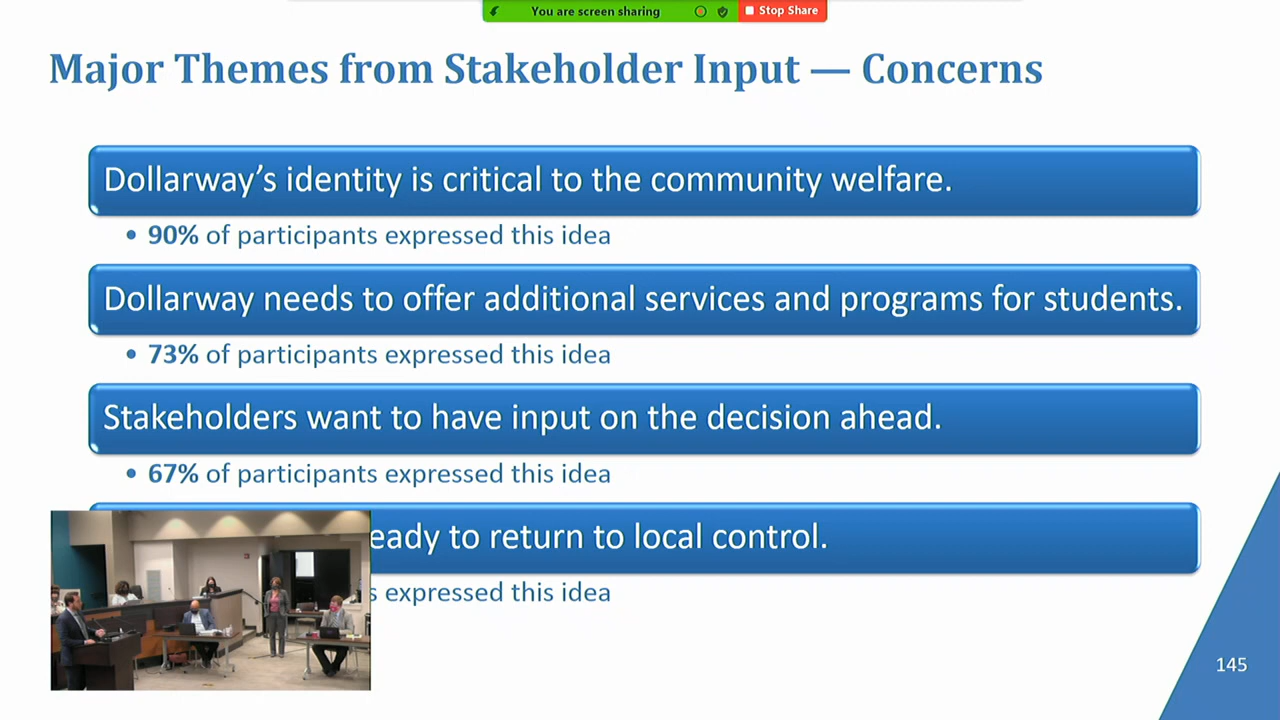 You are screen sharing
Stop Share
Major Themes from Stakeholder Input — Concerns
Dollarway’s identity is critical to the community welfare.
• 90% of participants expressed this idea
Dollarway needs to offer additional services and programs for students.
• 73% of participants expressed this idea
Stakeholders want to have input on the decision ahead.
• 67% of participants expressed this idea
to return to local control.
expressed this idea
145